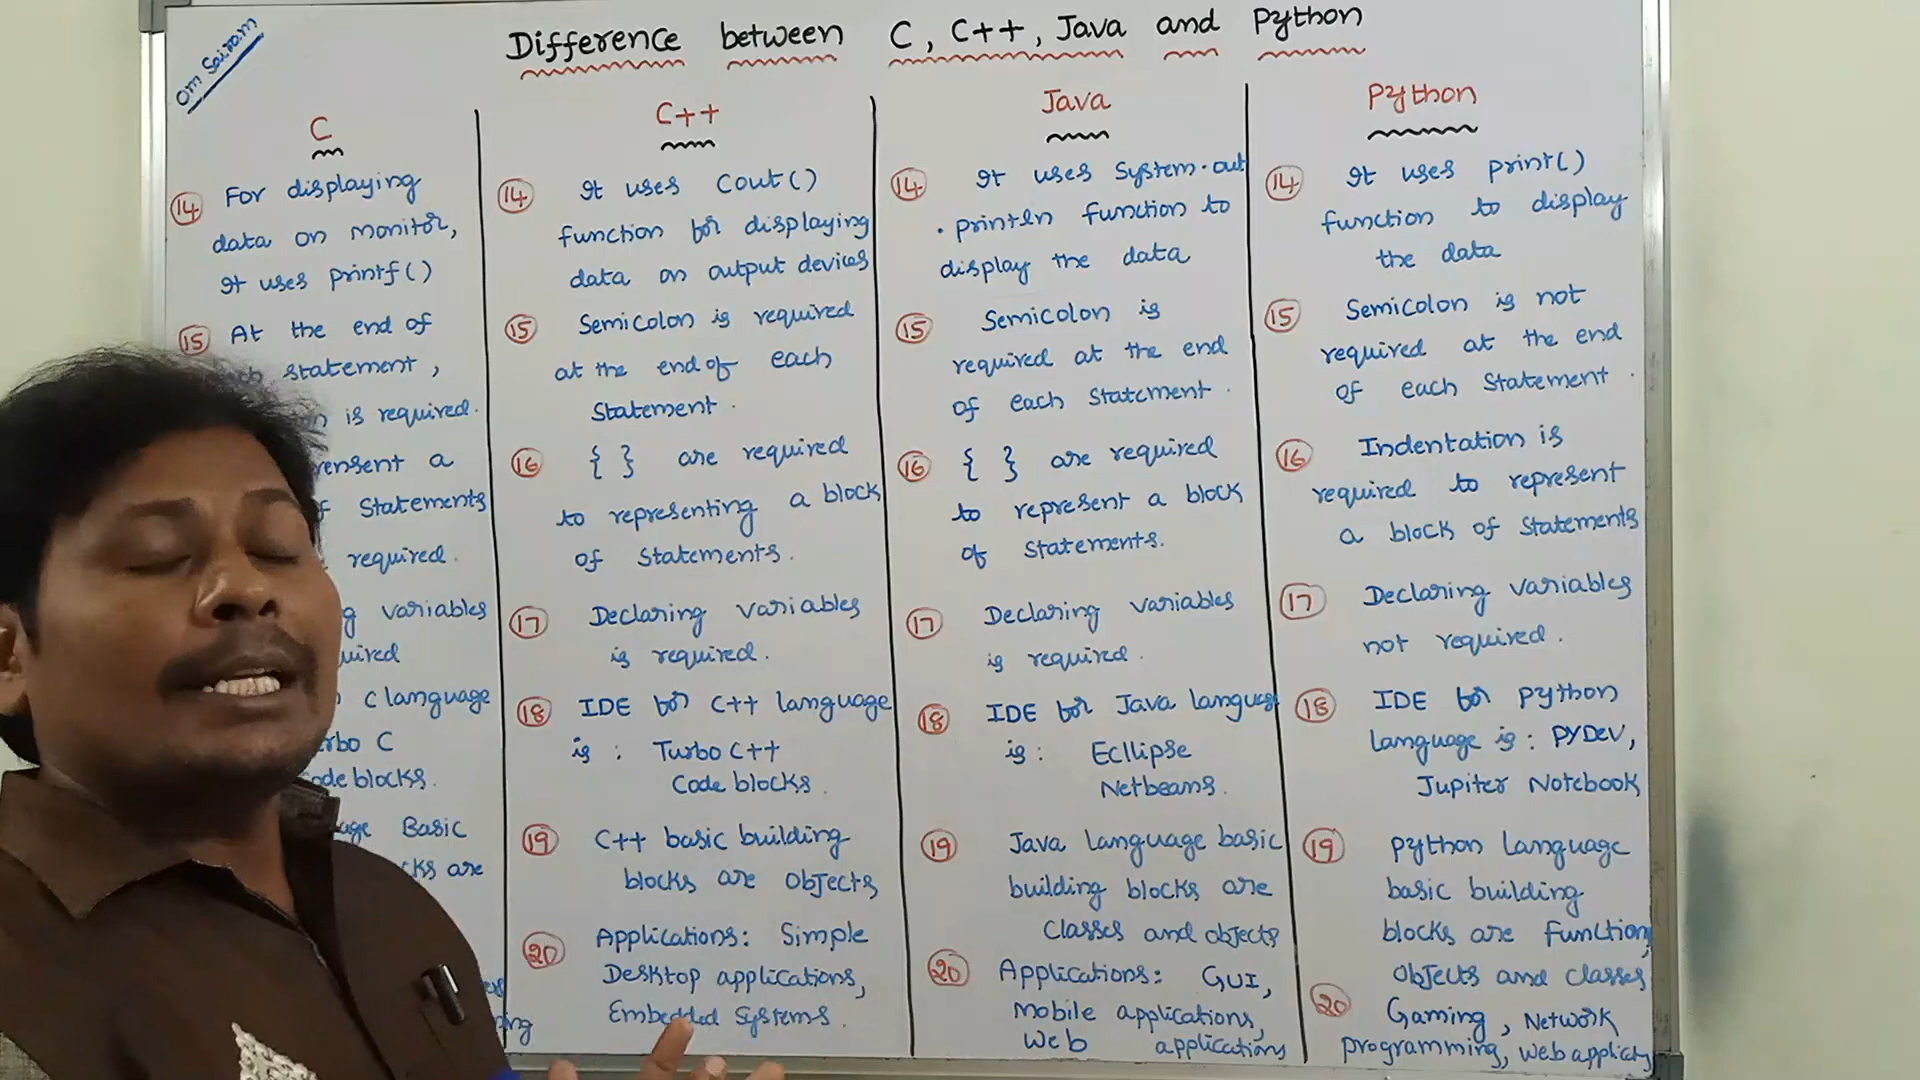 Om Sairam
Difference between C, C++, Java and Python
C
14 For displaying
data on monitor,
It uses printf()
15 At the end of
statement,
is required.
a
Statements
required.
variables
C language
C
Code blocks.
Basic
are
C++
14 It uses Cout()
function for displaying
data on output devices
15 Semicolon is required
at the end of each
Statement.
16 { } are required
to representing a block
of statements.
17 Declaring variables
is required.
18 IDE for C++ language
is : Turbo C++
Code blocks.
19 C++ basic building
blocks are objects
20 Applications: Simple
Desktop applications,
Embedded Systems.
Java
14 It uses System.out
.println function to
display the data
15 Semicolon is
required at the end
of each Statement.
16 { } are required
to represent a block
of statements.
17 Declaring variables
is required.
18 IDE for Java language
is: Ecllipse
Netbeans.
19 Java language basic
building blocks are
Classes and objects
20 Applications: GUI,
Mobile applications,
Web applications
Python
14 It uses print()
function to display
the data
15 Semicolon is not
required at the end
of each Statement.
16 Indentation is
required to represent
a block of Statements
17 Declaring variables
not required.
18 IDE for python
language is: PYDEV,
Jupiter Notebook
19 Python Language
basic building
blocks are Function,
Objects and classes
20 Gaming, Network
programming, Web